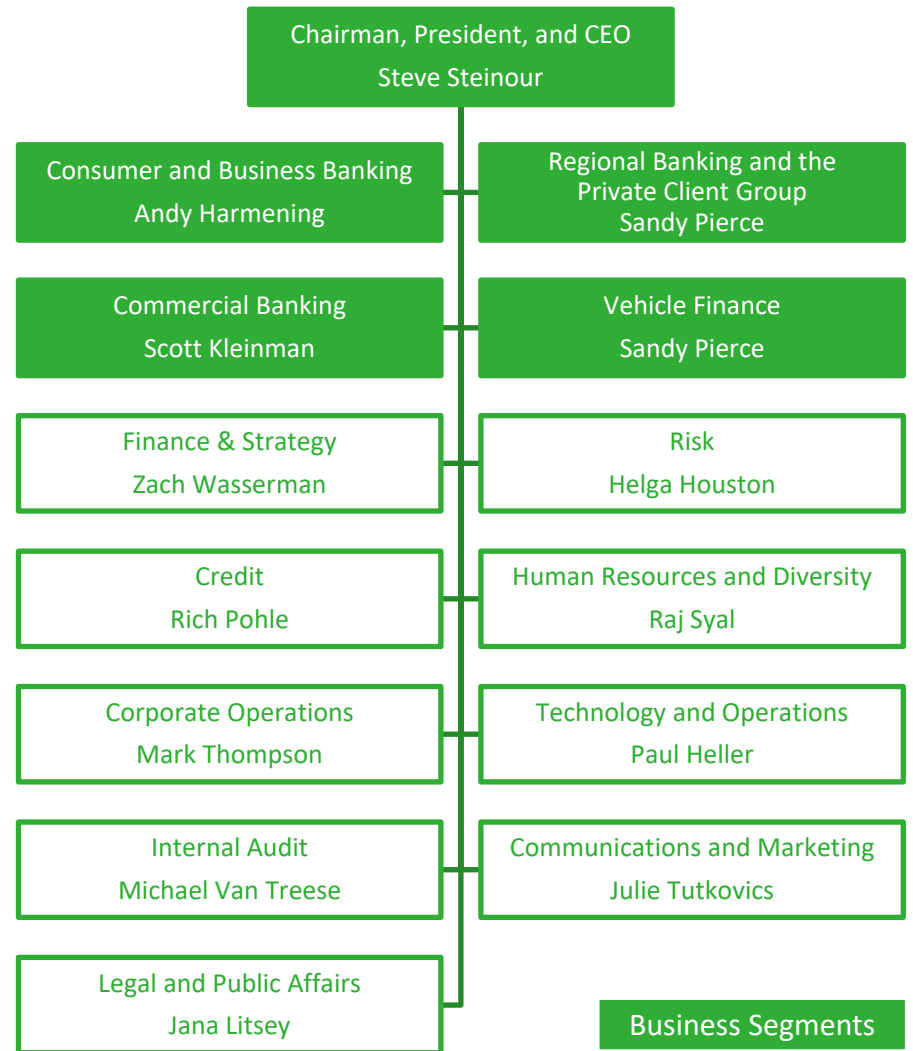 Chairman, President, and CEO
Steve Steinour
Consumer and Business Banking
Andy Harmening
Regional Banking and the
Private Client Group
Sandy Pierce
Commercial Banking
Scott Kleinman
Vehicle Finance
Sandy Pierce
Finance & Strategy
Zach Wasserman
Risk
Helga Houston
Credit
Rich Pohle
Human Resources and Diversity
Raj Syal
Corporate Operations
Mark Thompson
Technology and Operations
Paul Heller
Internal Audit
Michael Van Treese
Communications and Marketing
Julie Tutkovics
Legal and Public Affairs
Jana Litsey
Business Segments